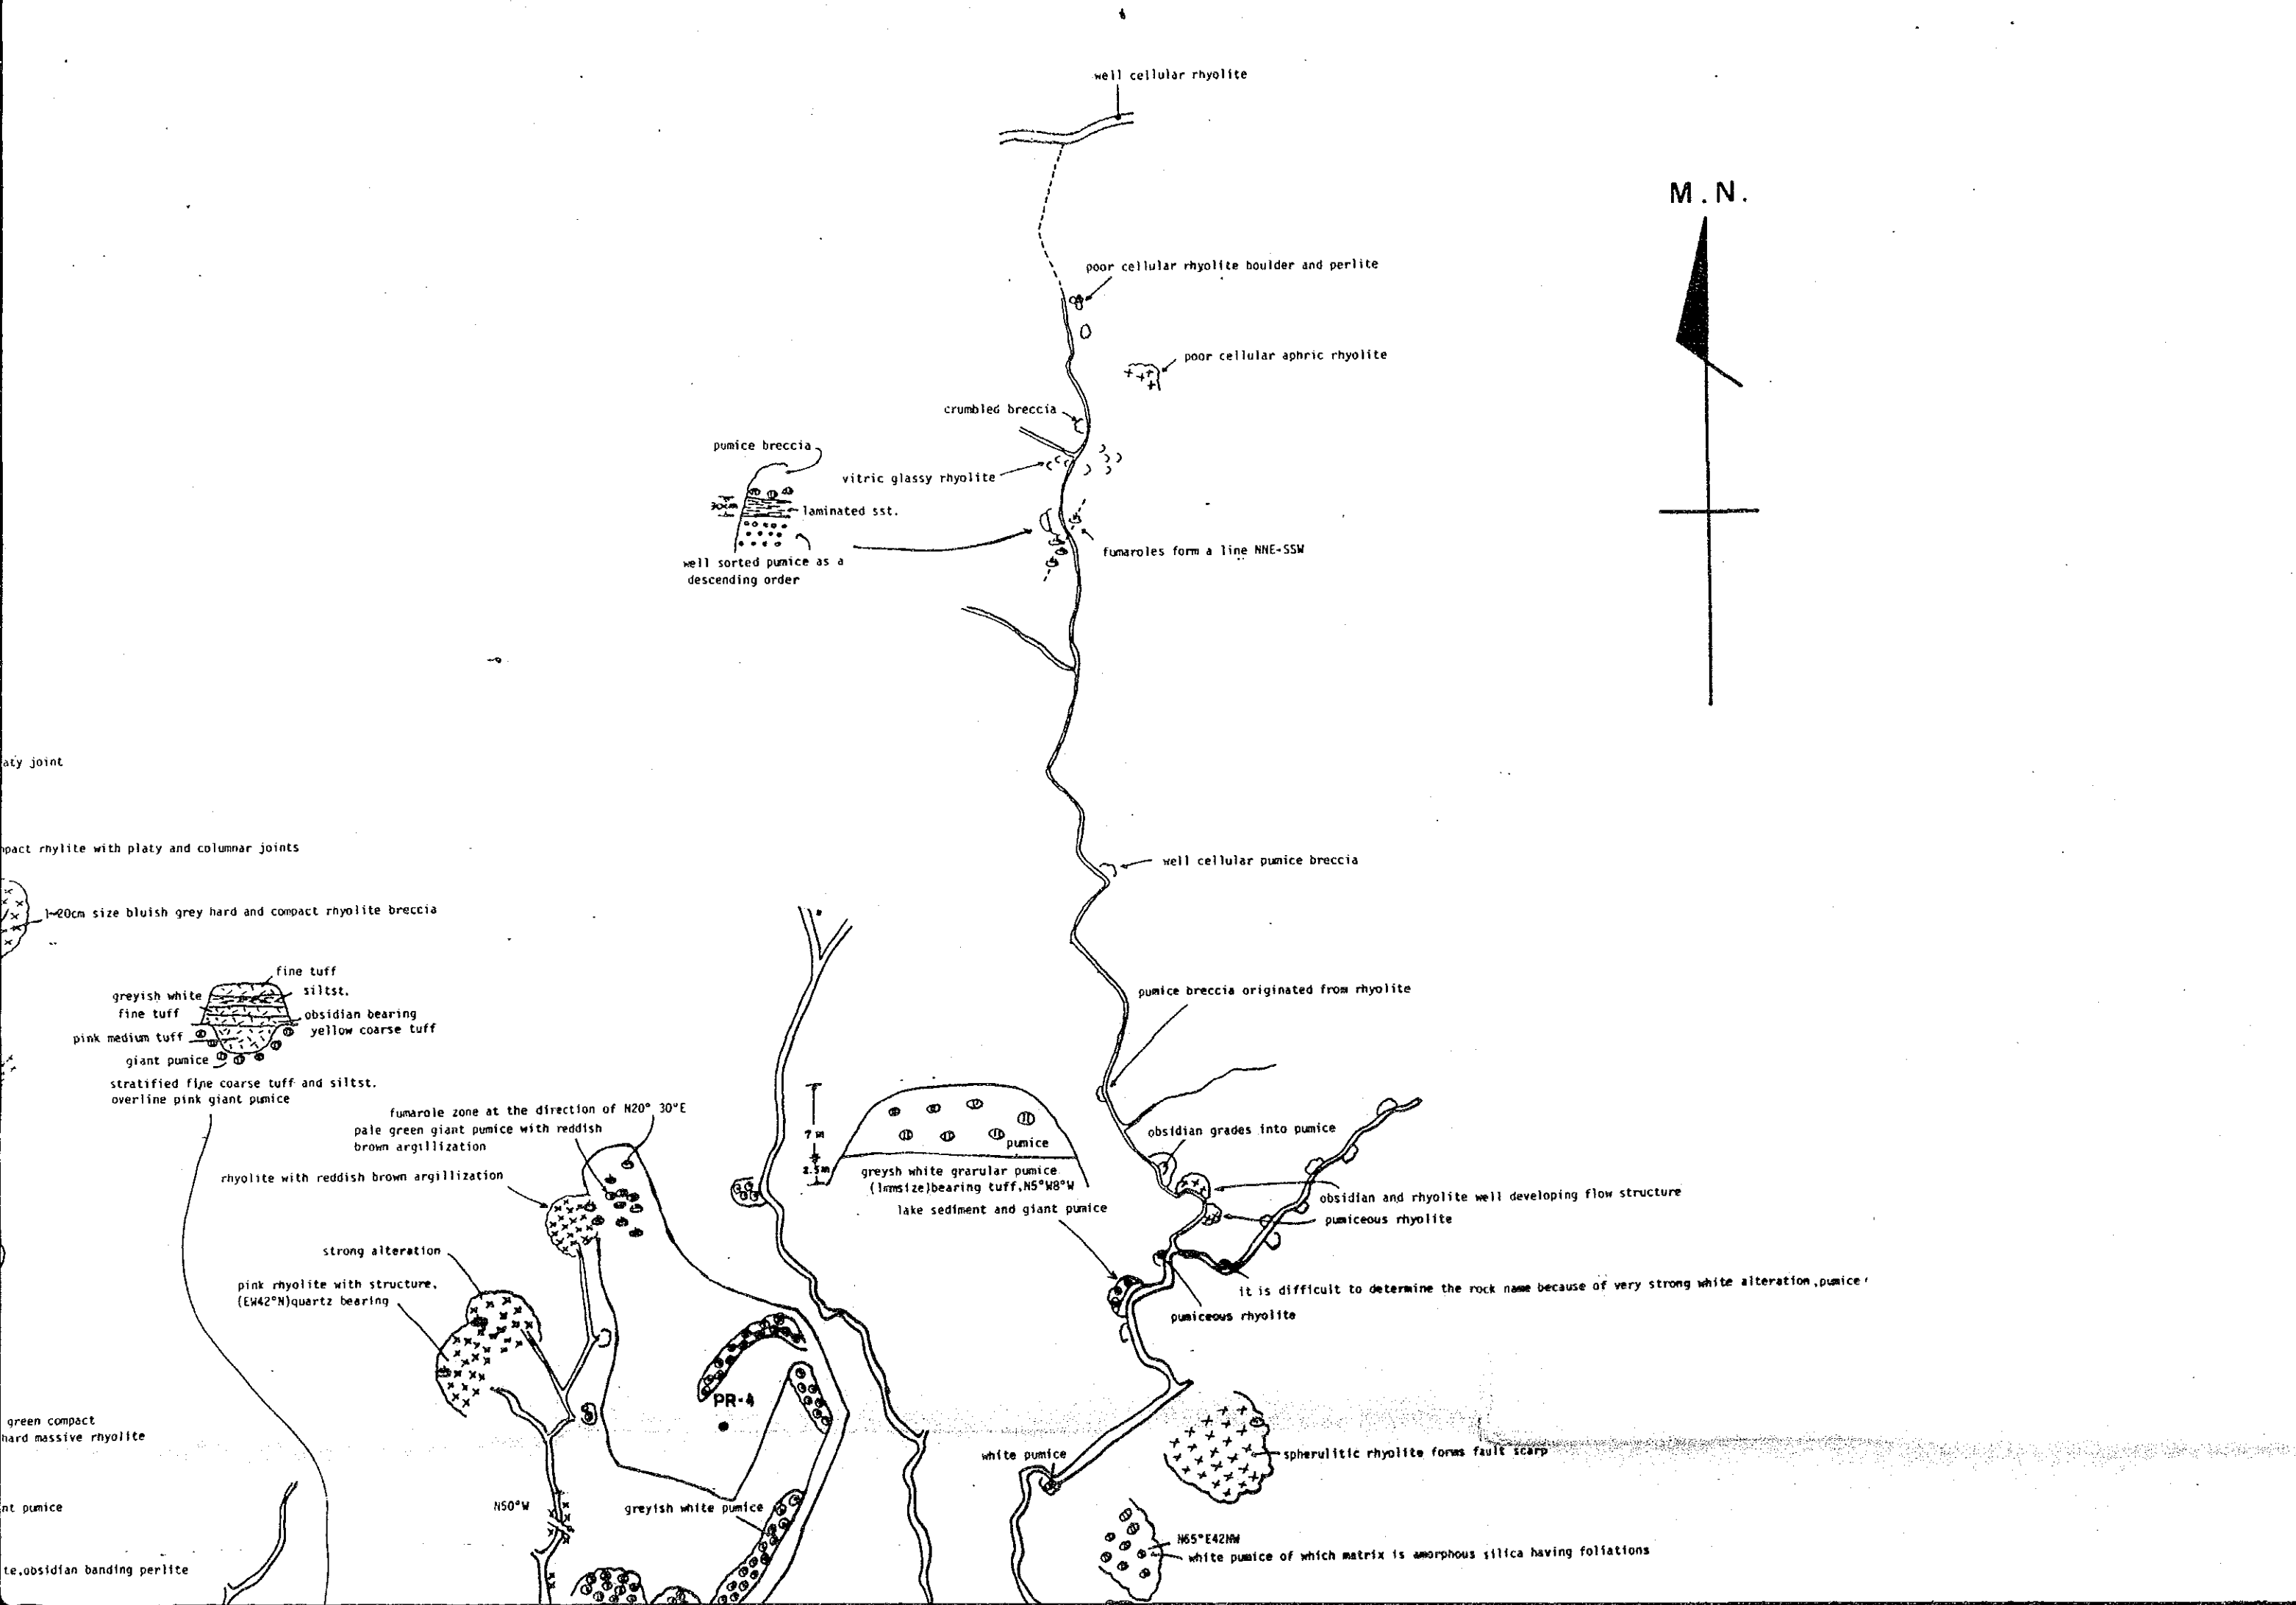 well cellular rhyolite
M.N.
poor cellular rhyolite boulder and perlite
poor cellular aphric rhyolite
crumbled breccia
pumice breccia
vitric glassy rhyolite
30cm
laminated sst.
fumaroles form a line NNE-SSW
well sorted pumice as a
descending order
aty joint
mpact rhylite with platy and columnar joints
well cellular pumice breccia
1~20cm size bluish grey hard and compact rhyolite breccia
fine tuff
greyish white
siltst.
fine tuff
obsidian bearing
yellow coarse tuff
pink medium tuff
giant pumice
stratified fine coarse tuff and siltst.
overline pink giant pumice
pumice breccia originated from rhyolite
fumarole zone at the direction of N20° 30°E
pale green giant pumice with reddish
brown argillization
rhyolite with reddish brown argillization
7 m
pumice
2.5m
greysh white grarular pumice
(1mmsize)bearing tuff,N5°W8°W
lake sediment and giant pumice
obsidian grades into pumice
obsidian and rhyolite well developing flow structure
pumiceous rhyolite
strong alteration
pink rhyolite with structure,
(EW42°N)quartz bearing
it is difficult to determine the rock name because of very strong white alteration,pumice
pumiceous rhyolite
PR-4
green compact
hard massive rhyolite
white pumice
spherulitic rhyolite forms fault scarp
nt pumice
N50°W
greyish white pumice
N65°E42NW
white pumice of which matrix is amorphous silica having foliations
te,obsidian banding perlite